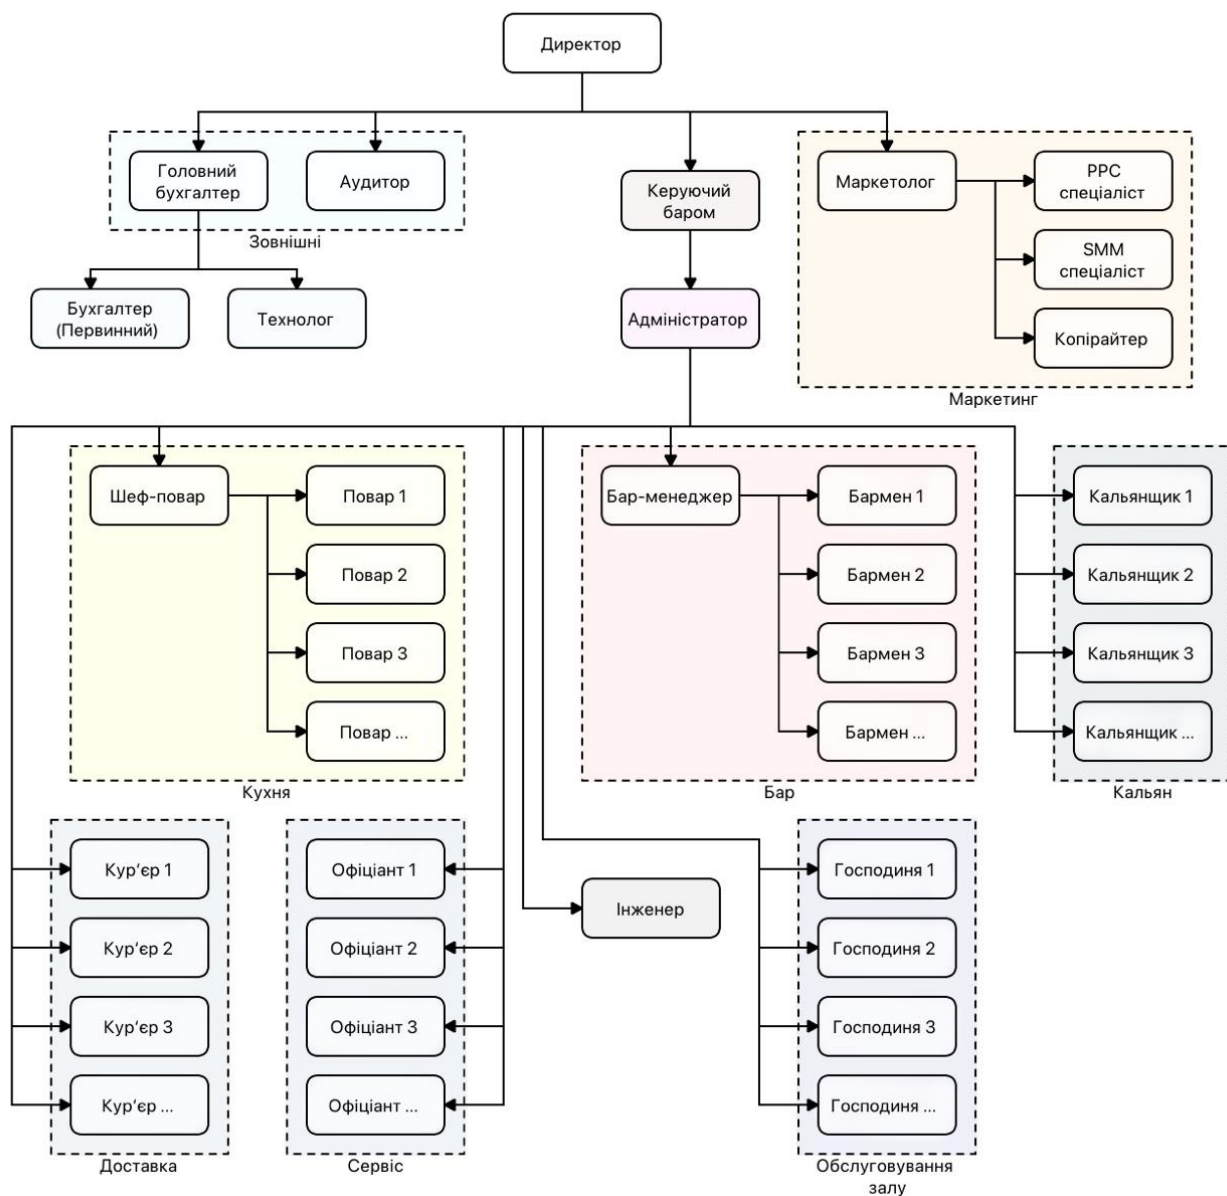 Директор
Головний
бухгалтер
Аудитор
Зовнішні
Бухгалтер
(Первинний)
Технолог
Керуючий
баром
Адміністратор
Маркетолог
PPC
спеціаліст
SMM
спеціаліст
Копірайтер
Маркетинг
Шеф-повар
Повар 1
Повар 2
Повар 3
Повар ...
Кухня
Бар-менеджер
Бармен 1
Бармен 2
Бармен 3
Бармен ...
Бар
Кальянщик 1
Кальянщик 2
Кальянщик 3
Кальянщик ...
Кальян
Кур‘єр 1
Кур‘єр 2
Кур‘єр 3
Кур‘єр ...
Доставка
Офіціант 1
Офіціант 2
Офіціант 3
Офіціант ...
Сервіс
Інженер
Господиня 1
Господиня 2
Господиня 3
Господиня ...
Обслуговування
залу